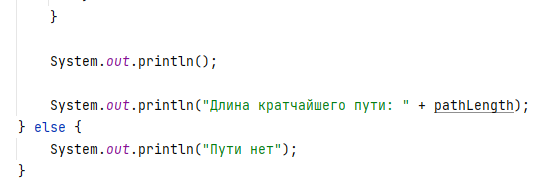 }
System.out.println();
System.out.println("Длина кратчайшего пути: " + pathLength);
} else {
System.out.println("Пути нет");
}